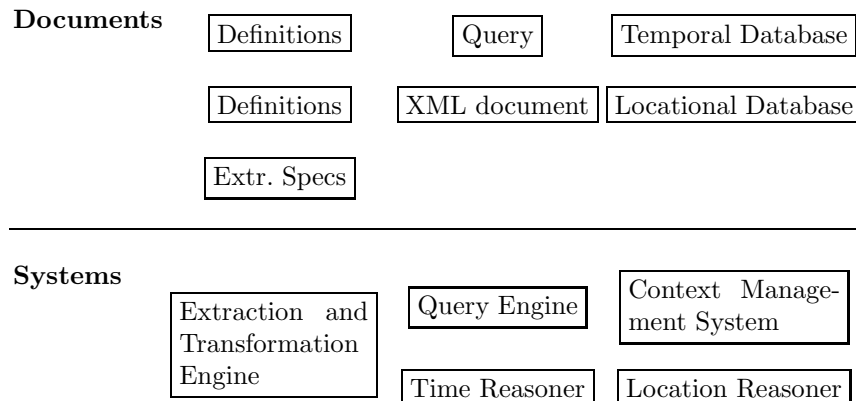 Documents
Definitions
Query
Temporal Database
Definitions
XML document
Locational Database
Extr. Specs
Systems
Extraction and
Transformation
Engine
Query Engine
Context Manage-
ment System
Time Reasoner
Location Reasoner